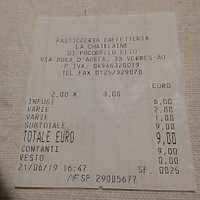 PASTICCERIA CAFFETTERIA
LA CHATELAINE
DI POCOBELLO ELIO
VIA DUCA D'AOSTA, 33 VERRES-AO
P.IVA: 04946320019
TEL.FAX 0125/929070
EURO
2,00 X 3,00
INFUSI 6,00
VARIE 2,00
VARIE 1,00
SUBTOTALE 9,00
TOTALE EURO 9,00
CONTANTI 9,00
RESTO 0,00
21/06/19 16:47 SF. 0025
MF SP 29005677